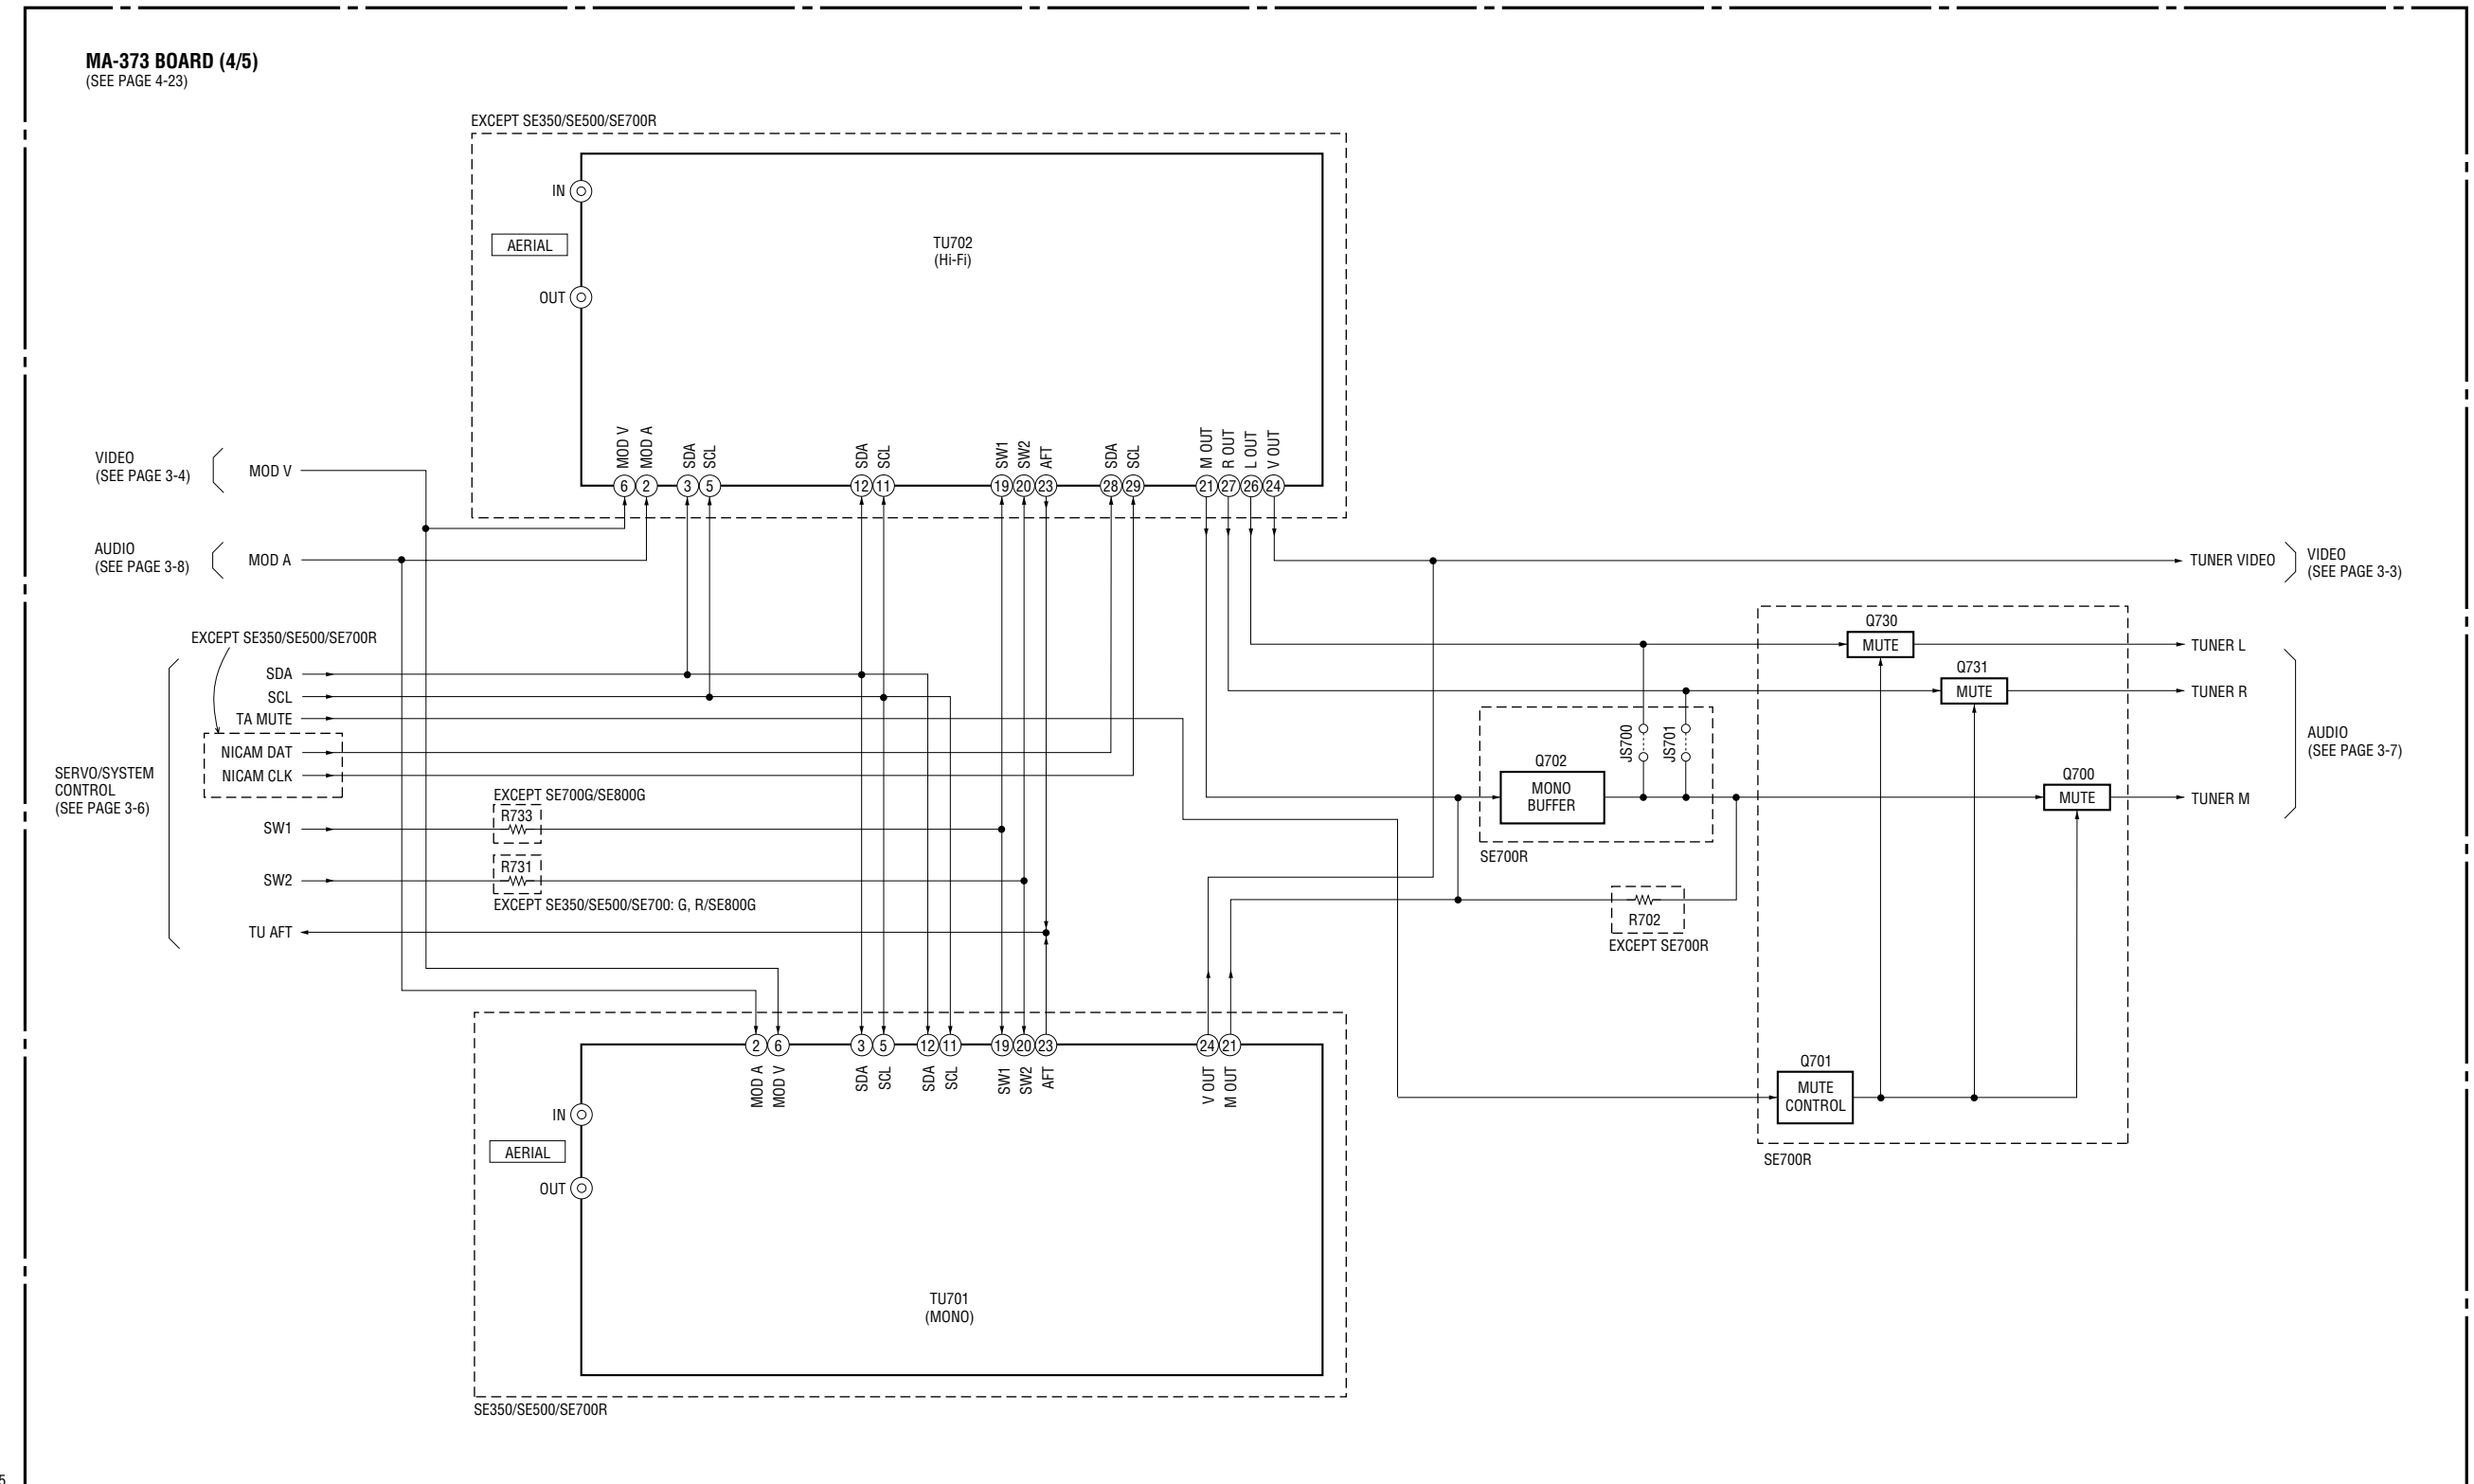 MA-373 BOARD (4/5)
(SEE PAGE 4-23)
EXCEPT SE350/SE500/SE700R
IN
AERIAL
OUT
TU702
(Hi-Fi)
MOD V
MOD A
SDA
SCL
SDA
SCL
SW1
SW2
AFT
SDA
SCL
M OUT
R OUT
L OUT
V OUT
6 2 3 5 12 11 19 20 23 28 29 21 27 26 24
VIDEO
(SEE PAGE 3-4)
MOD V
AUDIO
(SEE PAGE 3-8)
MOD A
TUNER VIDEO
VIDEO
(SEE PAGE 3-3)
EXCEPT SE350/SE500/SE700R
SERVO/SYSTEM
CONTROL
(SEE PAGE 3-6)
SDA
SCL
TA MUTE
NICAM DAT
NICAM CLK
SW1
SW2
TU AFT
EXCEPT SE700G/SE800G
R733
R731
EXCEPT SE350/SE500/SE700: G, R/SE800G
Q702
MONO
BUFFER
JS700
JS701
SE700R
R702
EXCEPT SE700R
Q730
MUTE
Q731
MUTE
Q700
MUTE
Q701
MUTE
CONTROL
SE700R
TUNER L
TUNER R
TUNER M
AUDIO
(SEE PAGE 3-7)
2 6 3 5 12 11 19 20 23 24 21
MOD A
MOD V
SDA
SCL
SDA
SCL
SW1
SW2
AFT
V OUT
M OUT
IN
AERIAL
OUT
TU701
(MONO)
SE350/SE500/SE700R
5